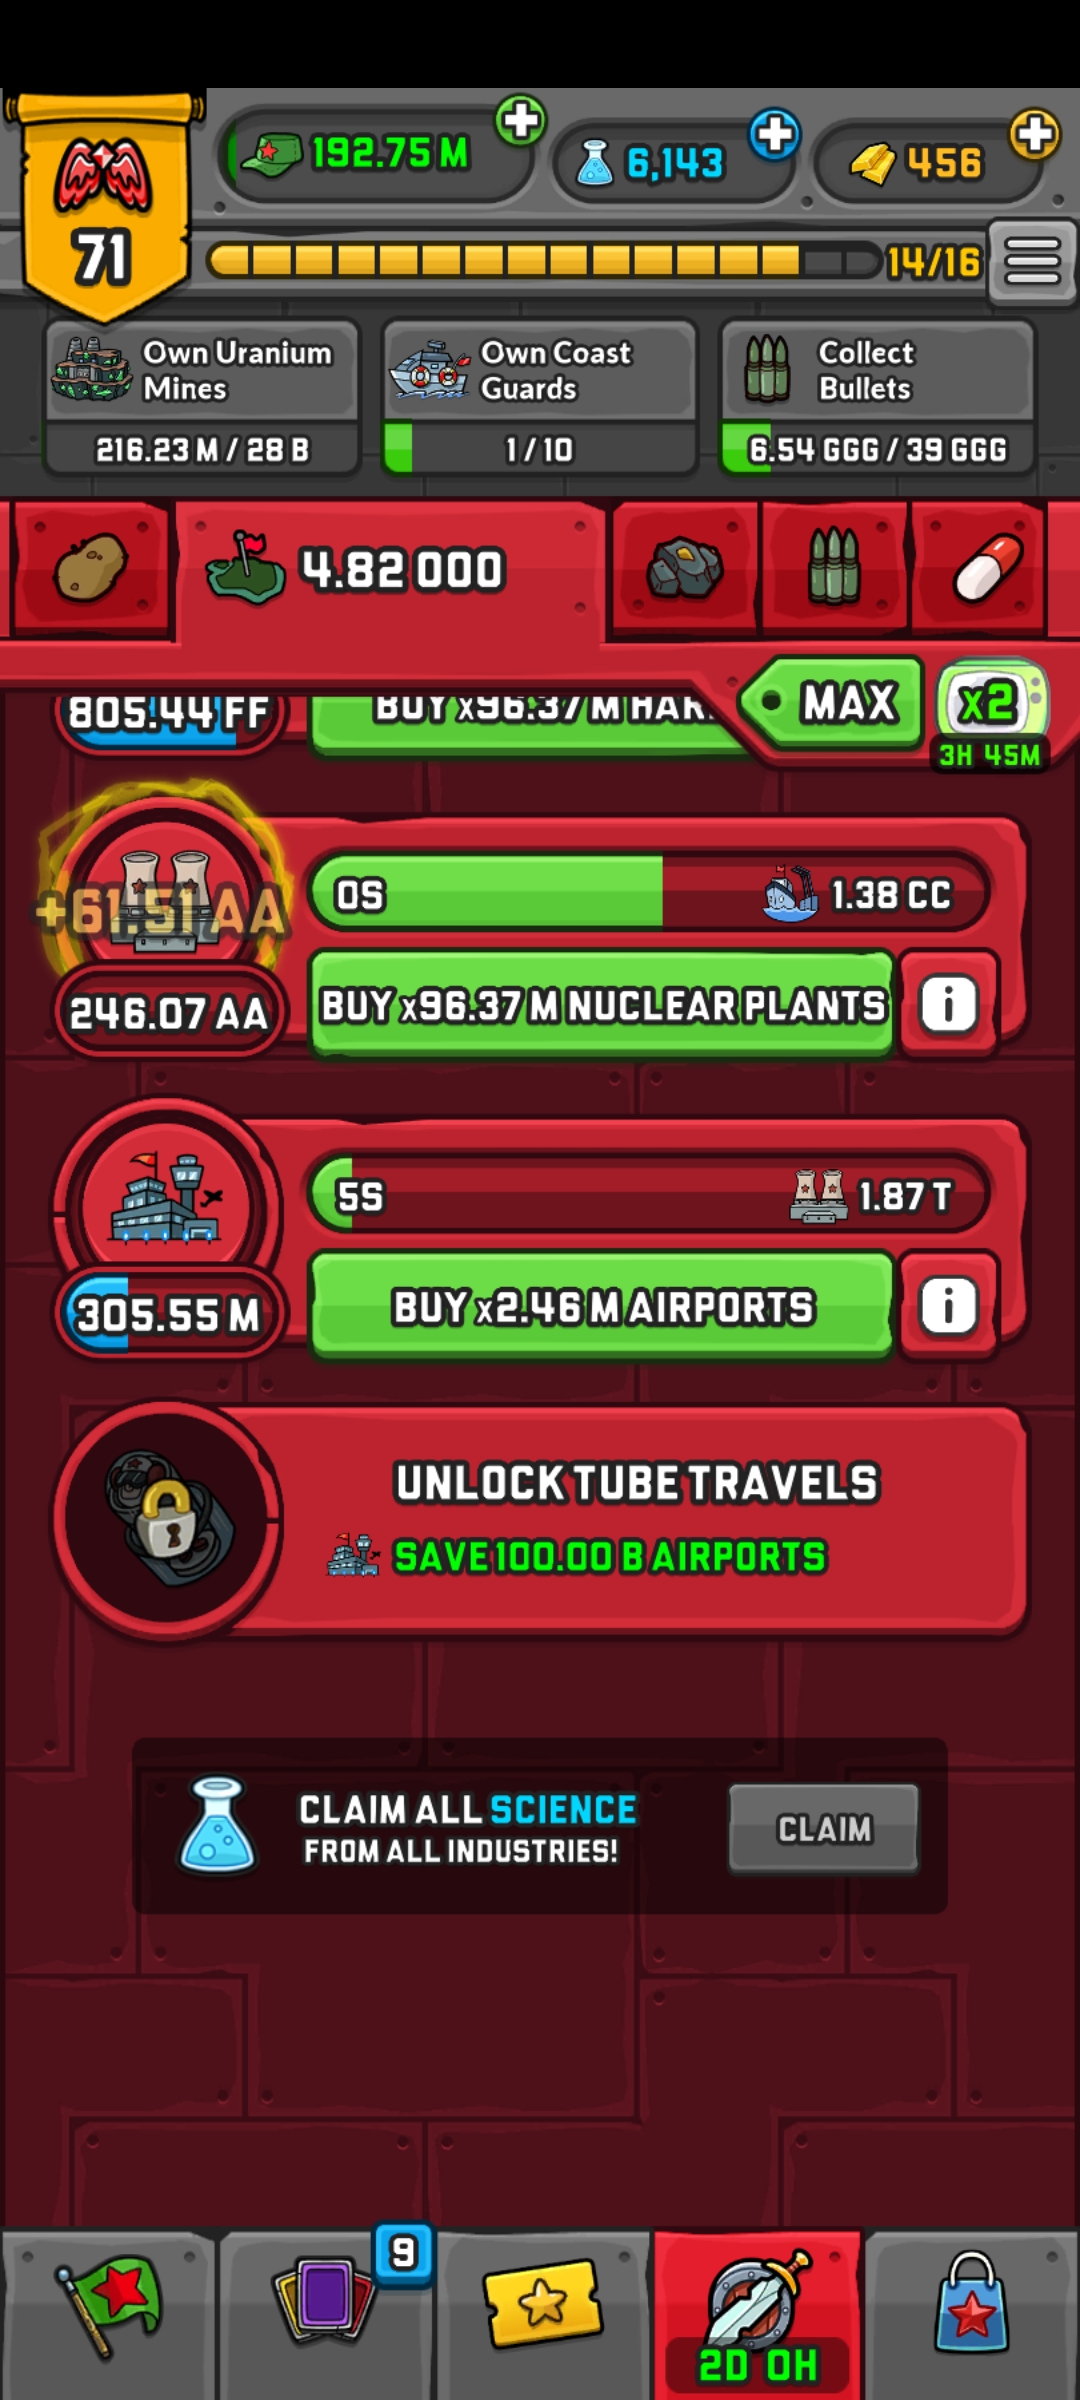 192.75 M
6,143
456
71
14/16
Own Uranium
Mines
216.23 M / 28 B
Own Coast
Guards
1 / 10
Collect
Bullets
6.54 GGG / 39 GGG
4.82 OOO
MAX
x2
3H 45M
805.44 FF
BUY x96.37 M HAR
+61.51 AA
0S
1.38 CC
246.07 AA
BUY x96.37 M NUCLEAR PLANTS
i
5S
1.87 T
305.55 M
BUY x2.46 M AIRPORTS
i
UNLOCK TUBE TRAVELS
SAVE 100.00 B AIRPORTS
CLAIM ALL SCIENCE
FROM ALL INDUSTRIES!
CLAIM
9
2D 0H